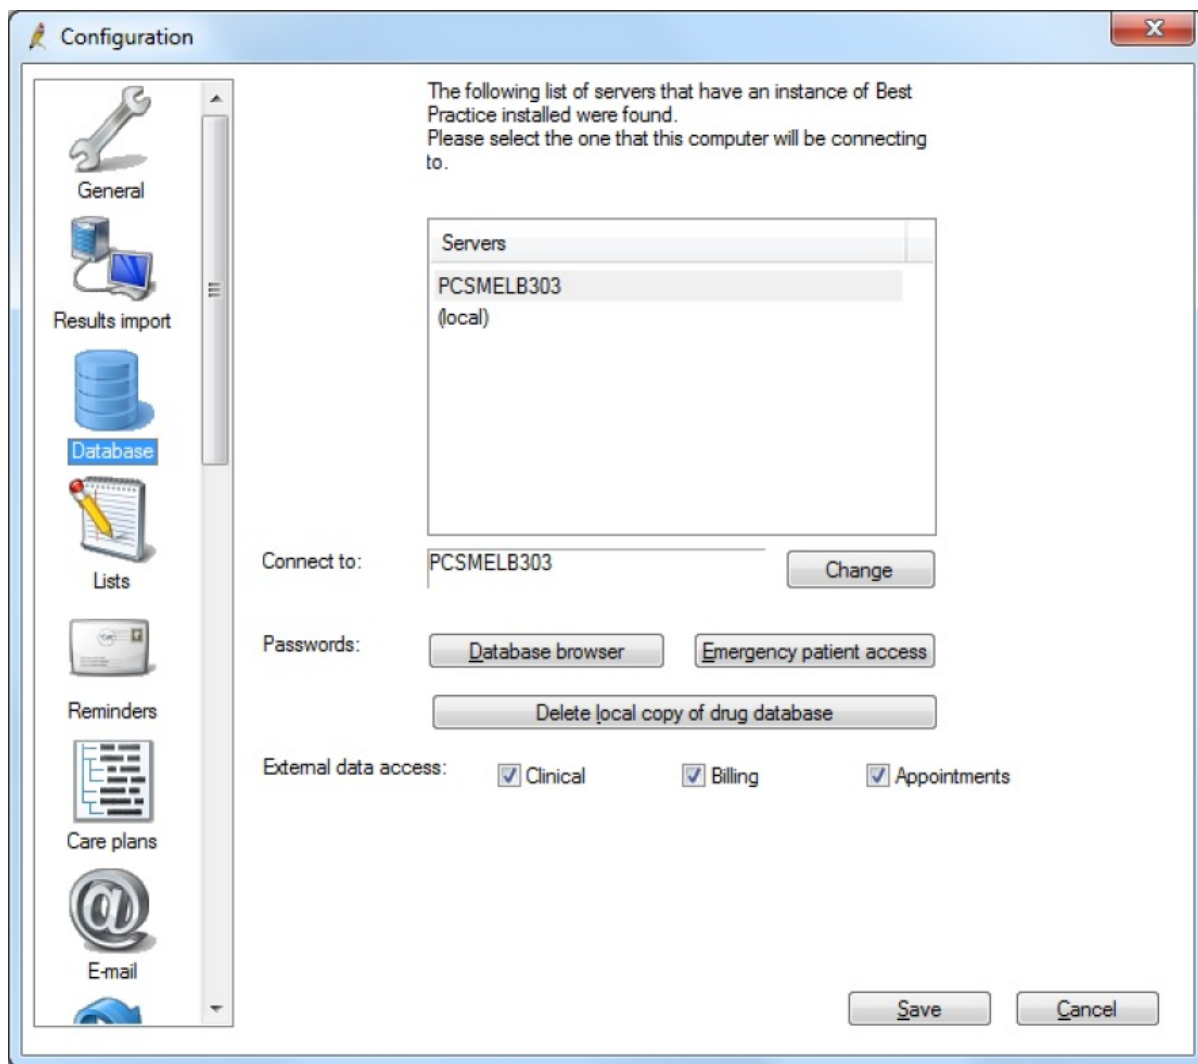 Configuration
General
Results import
Database
Lists
Reminders
Care plans
E-mail
The following list of servers that have an instance of Best
Practice installed were found.
Please select the one that this computer will be connecting
to.
Servers
PCSMELB303
(local)
Connect to: PCSMELB303 Change
Passwords: Database browser Emergency patient access
Delete local copy of drug database
External data access: Clinical Billing Appointments
Save Cancel